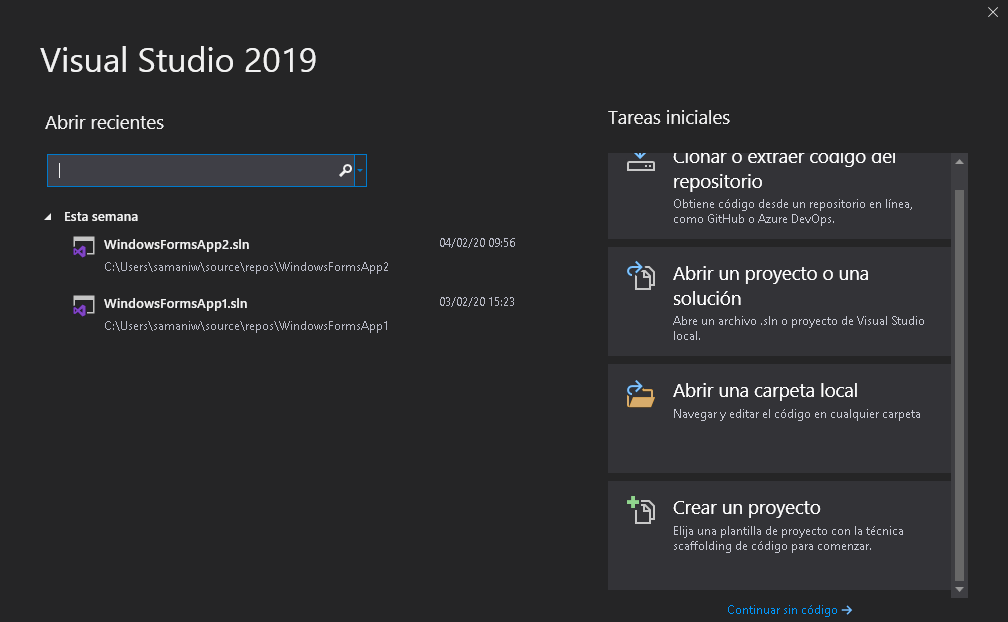 Visual Studio 2019
Abrir recientes
Esta semana
WindowsFormsApp2.sln
04/02/20 09:56
C:\Users\samaniw\source\repos\WindowsFormsApp2
WindowsFormsApp1.sln
03/02/20 15:23
C:\Users\samaniw\source\repos\WindowsFormsApp1
Tareas iniciales
Clonar o extraer código del
repositorio
Obtiene código desde un repositorio en línea,
como GitHub o Azure DevOps.
Abrir un proyecto o una
solución
Abre un archivo .sln o proyecto de Visual Studio
local.
Abrir una carpeta local
Navegar y editar el código en cualquier carpeta
Crear un proyecto
Elija una plantilla de proyecto con la técnica
scaffolding de código para comenzar.
Continuar sin código →